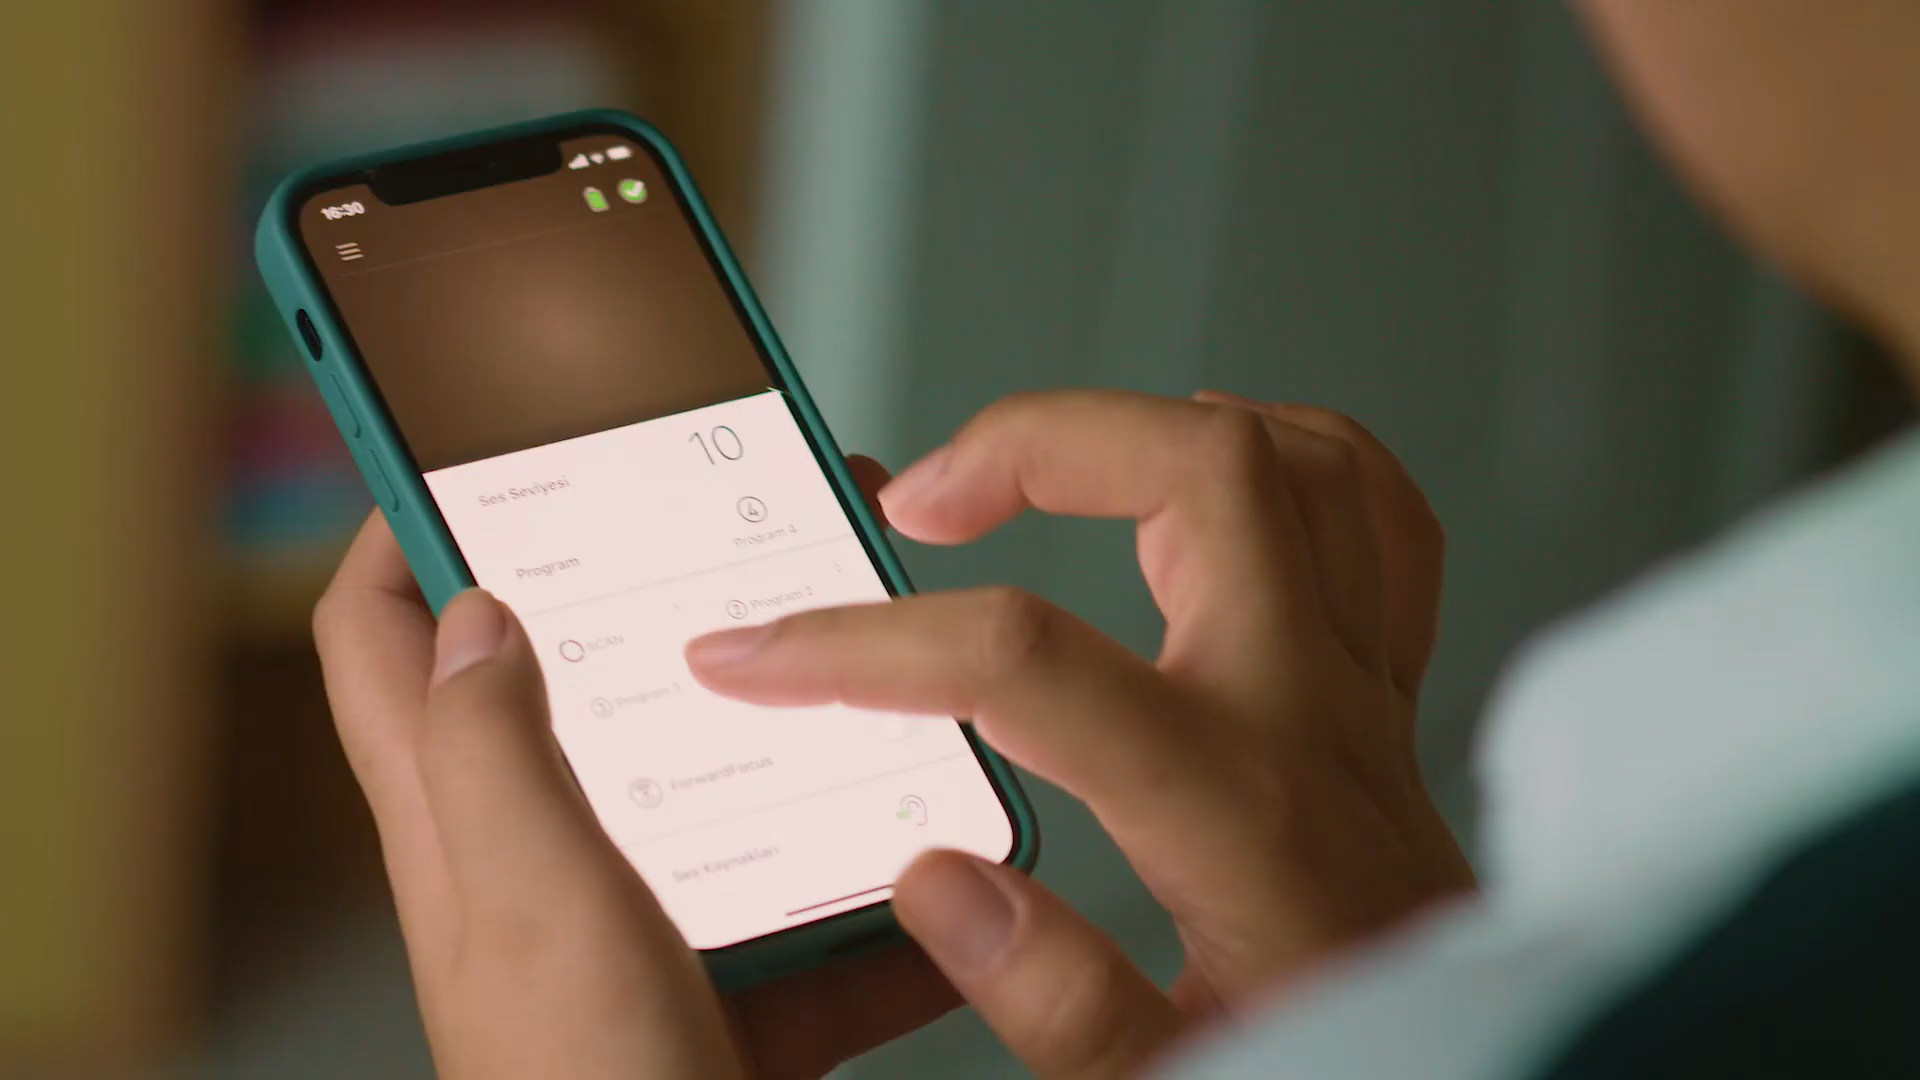 16:30
Ses Seviyesi
10
Program
4
Program 4
SCAN
2 Program 2
Program 1
ForwardFocus
Ses Kaynakları